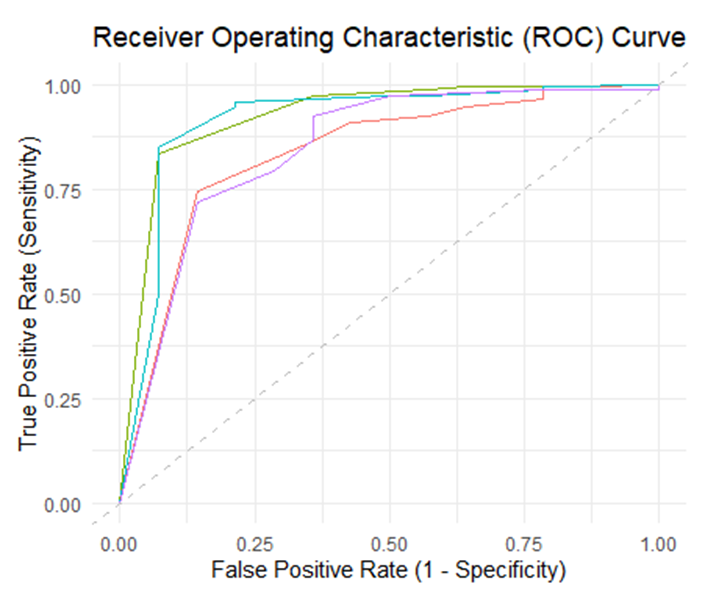 Receiver Operating Characteristic (ROC) Curve
True Positive Rate (Sensitivity)
1.00
0.75
0.50
0.25
0.00
0.00 0.25 0.50 0.75 1.00
False Positive Rate (1 - Specificity)